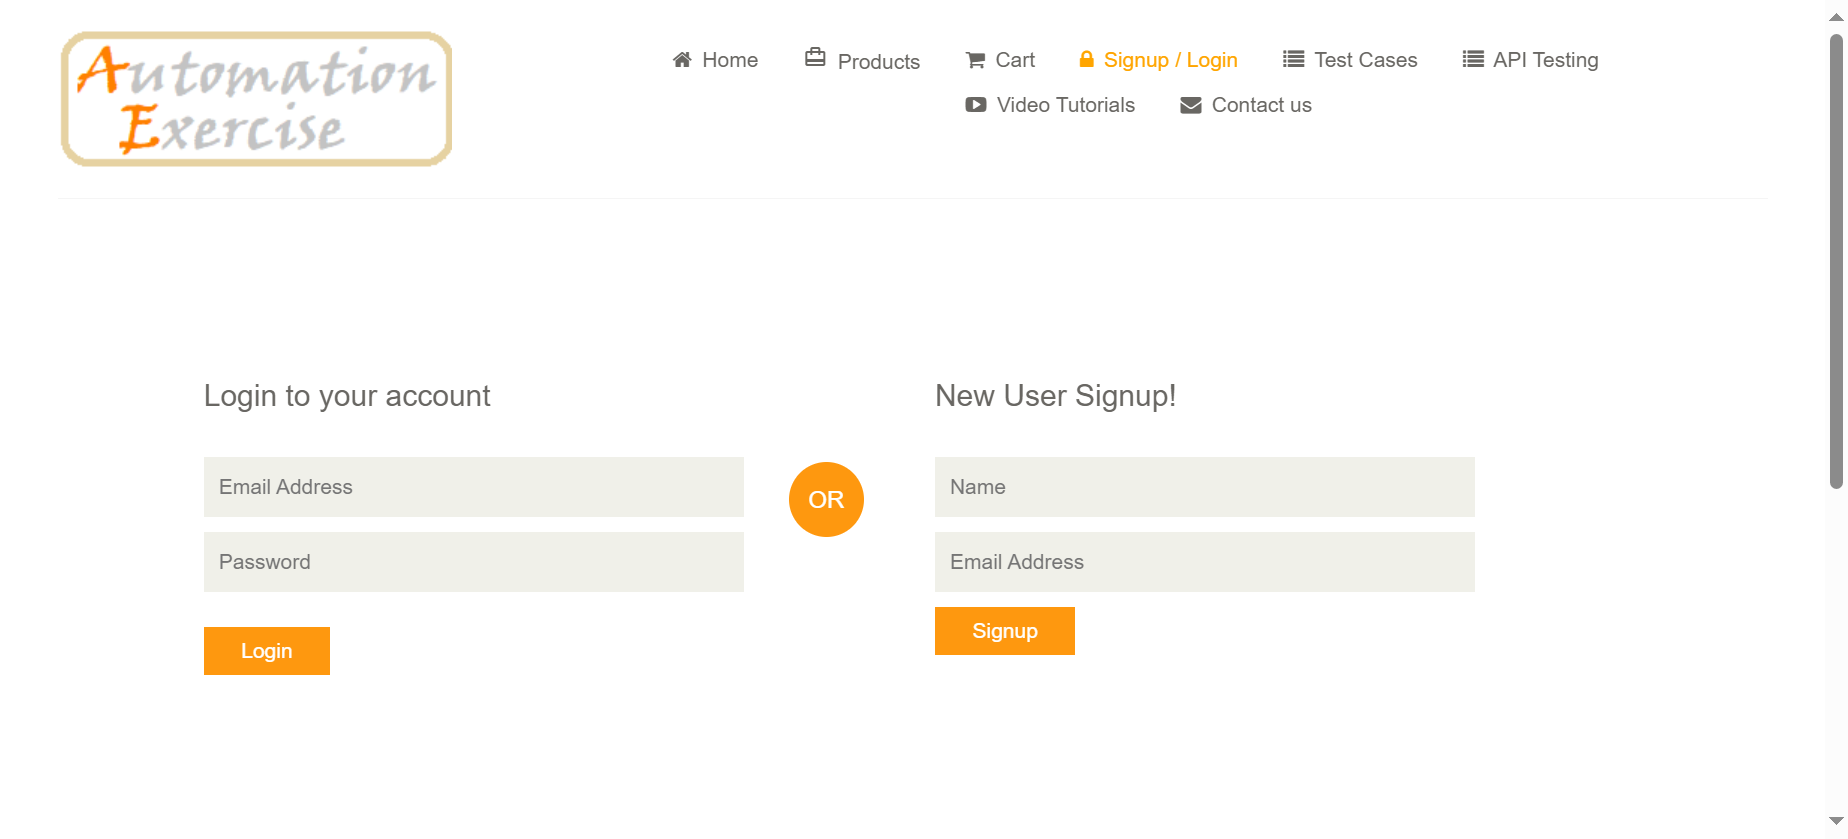 Automation
Exercise
Home Products Cart Signup / Login Test Cases API Testing
Video Tutorials Contact us
Login to your account
Email Address
Password
Login
OR
New User Signup!
Name
Email Address
Signup